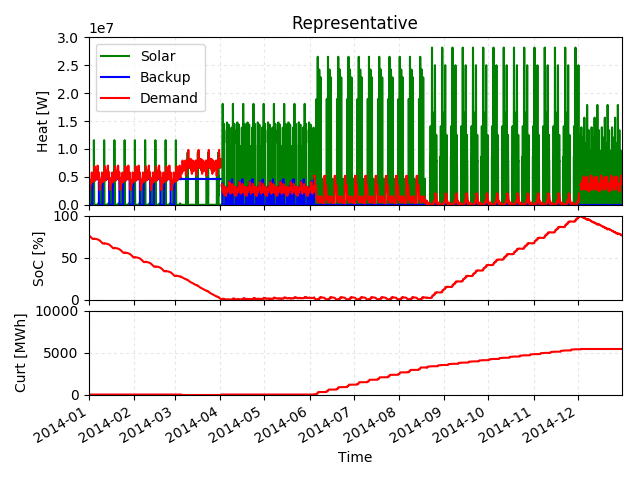 Representative
1e7
3.0
2.5
2.0
1.5
1.0
0.5
0.0
Heat [W]
Solar
Backup
Demand
100
50
0
SoC [%]
10000
5000
0
Curt [MWh]
2014-01
2014-02
2014-03
2014-04
2014-05
2014-06
2014-07
2014-08
2014-09
2014-10
2014-11
2014-12
Time